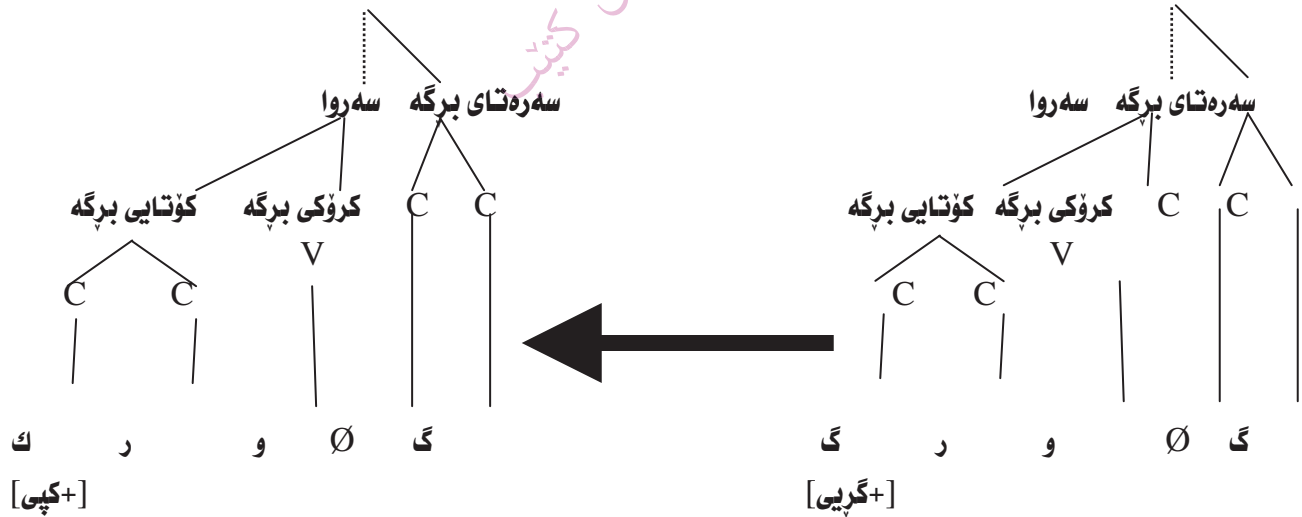 سەرەتای بڕگە سەروا
C C کرۆکی بڕگە کۆتایی بڕگە
V
C C
گ Ø و ر گ
[+گڕیی]
سەرەتای بڕگە سەروا
C C کرۆکی بڕگە کۆتایی بڕگە
V
C C
گ Ø و ر ك
[+کپی]